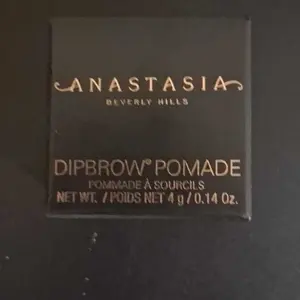 ANASTASIA
BEVERLY HILLS
DIPBROW® POMADE
POMMADE À SOURCILS
NET WT. / POIDS NET 4 g / 0.14 Oz.